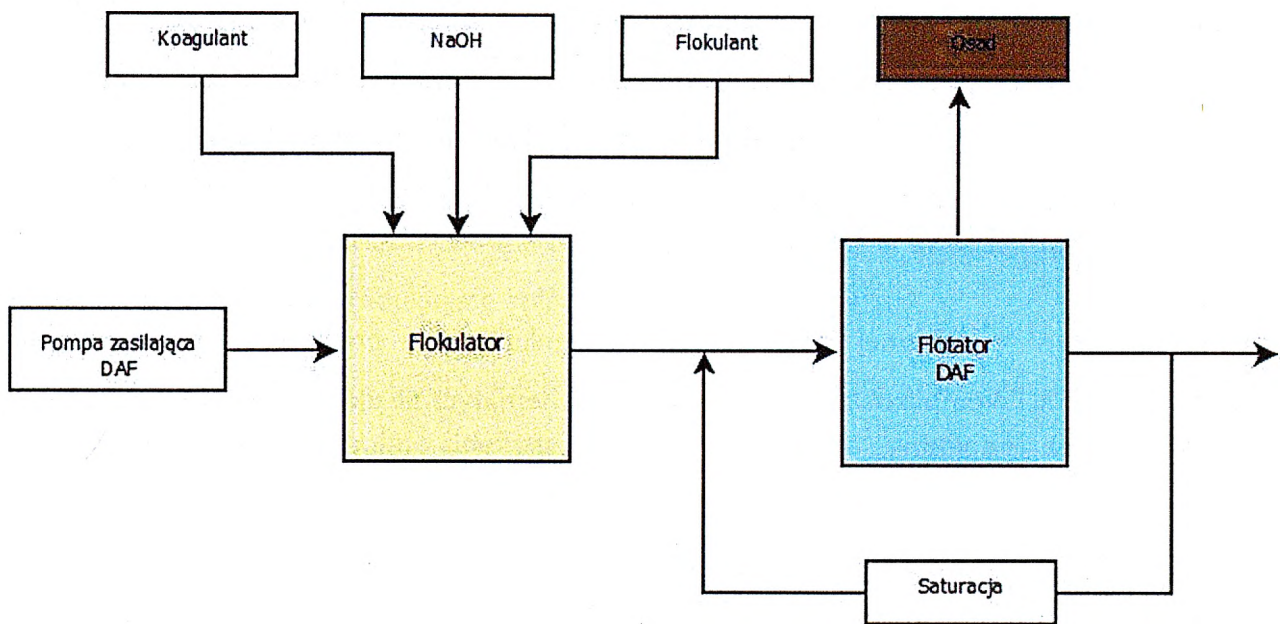 Koagulant
NaOH
Flokulant
Osad
Pompa zasilająca
DAF
Flokulator
Flotator
DAF
Saturacja